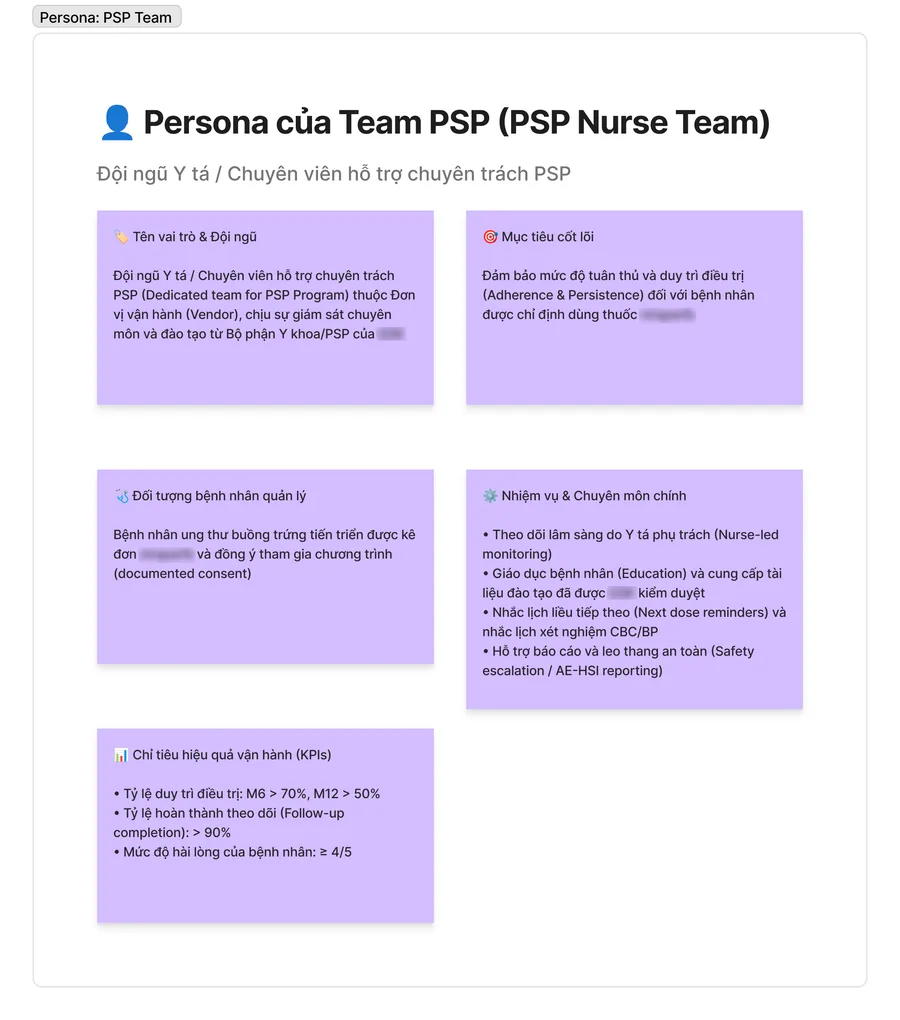 Persona: PSP Team
👤 Persona của Team PSP (PSP Nurse Team)
Đội ngũ Y tá / Chuyên viên hỗ trợ chuyên trách PSP
🏷️ Tên vai trò & Đội ngũ
Đội ngũ Y tá / Chuyên viên hỗ trợ chuyên trách
PSP (Dedicated team for PSP Program) thuộc Đơn
vị vận hành (Vendor), chịu sự giám sát chuyên
môn và đào tạo từ Bộ phận Y khoa/PSP của
🎯 Mục tiêu cốt lõi
Đảm bảo mức độ tuân thủ và duy trì điều trị
(Adherence & Persistence) đối với bệnh nhân
được chỉ định dùng thuốc
🩺 Đối tượng bệnh nhân quản lý
Bệnh nhân ung thư buồng trứng tiến triển được kê
đơn và đồng ý tham gia chương trình
(documented consent)
⚙️ Nhiệm vụ & Chuyên môn chính
• Theo dõi lâm sàng do Y tá phụ trách (Nurse-led
monitoring)
• Giáo dục bệnh nhân (Education) và cung cấp tài
liệu đào tạo đã được kiểm duyệt
• Nhắc lịch liều tiếp theo (Next dose reminders) và
nhắc lịch xét nghiệm CBC/BP
• Hỗ trợ báo cáo và leo thang an toàn (Safety
escalation / AE-HSI reporting)
📊 Chỉ tiêu hiệu quả vận hành (KPIs)
• Tỷ lệ duy trì điều trị: M6 > 70%, M12 > 50%
• Tỷ lệ hoàn thành theo dõi (Follow-up
completion): > 90%
• Mức độ hài lòng của bệnh nhân: ≥ 4/5